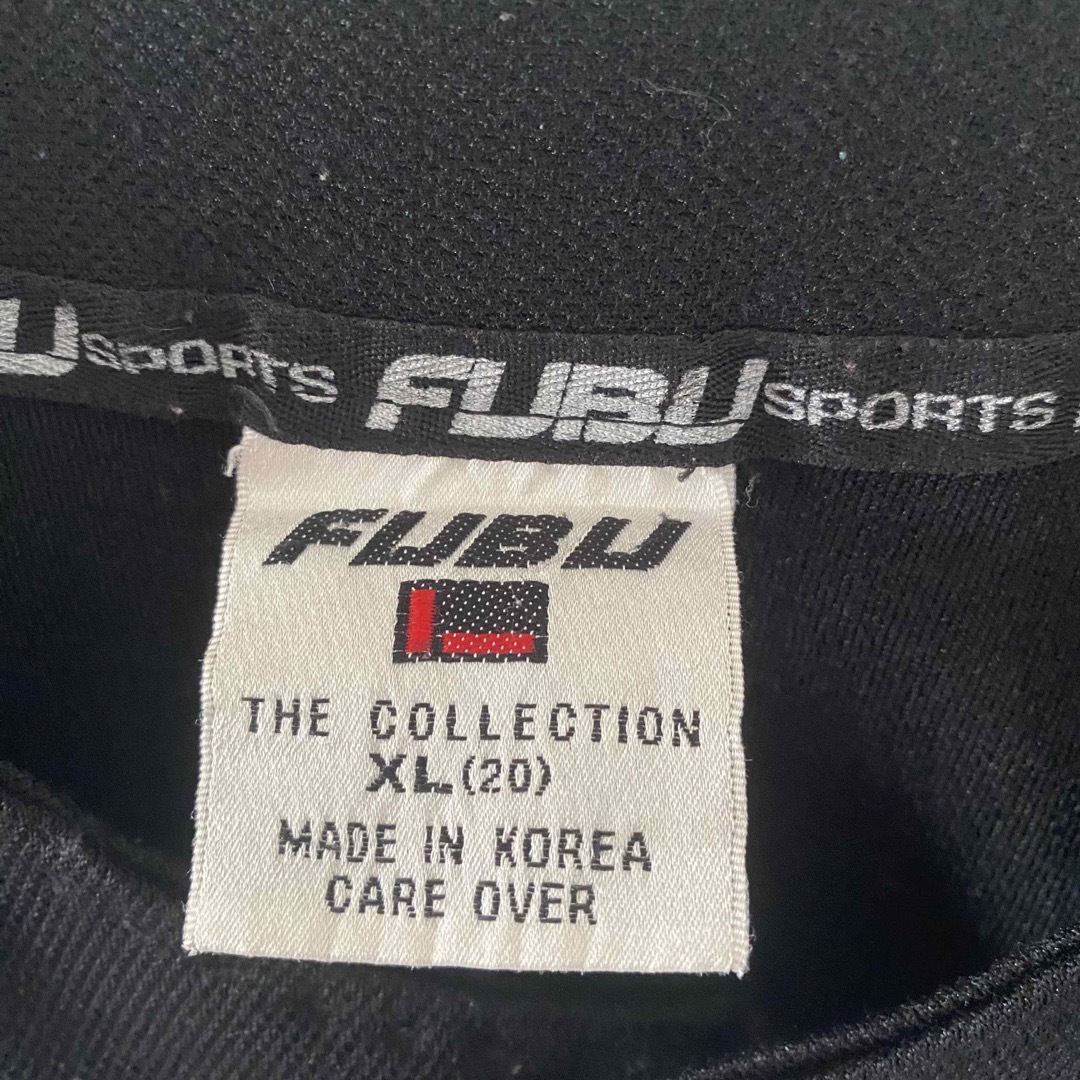 U SPORTS FUBU SPORTS
FUBU
THE COLLECTION
XL(20)
MADE IN KOREA
CARE OVER